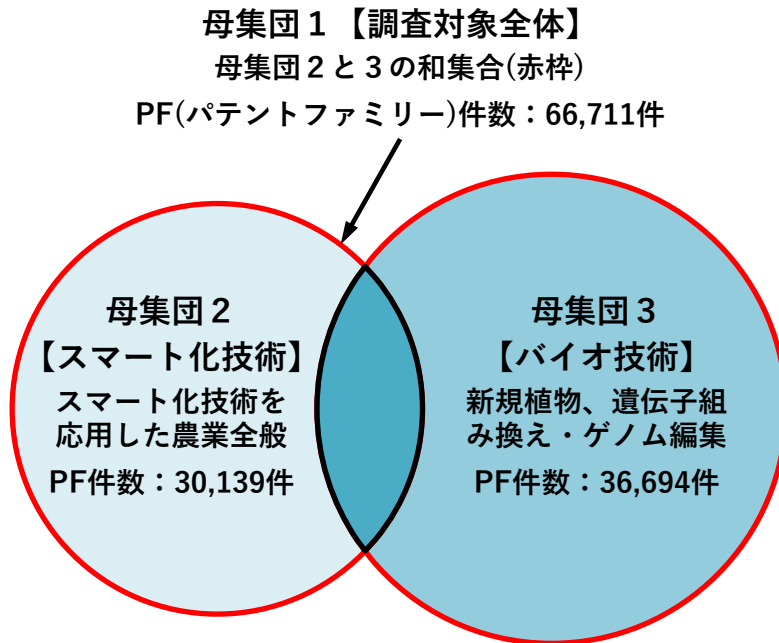 母集団１【調査対象全体】
母集団２と３の和集合(赤枠)
PF(パテントファミリー)件数：66,711件
母集団２
【スマート化技術】
スマート化技術を
応用した農業全般
PF件数：30,139件
母集団３
【バイオ技術】
新規植物、遺伝子組
み換え・ゲノム編集
PF件数：36,694件